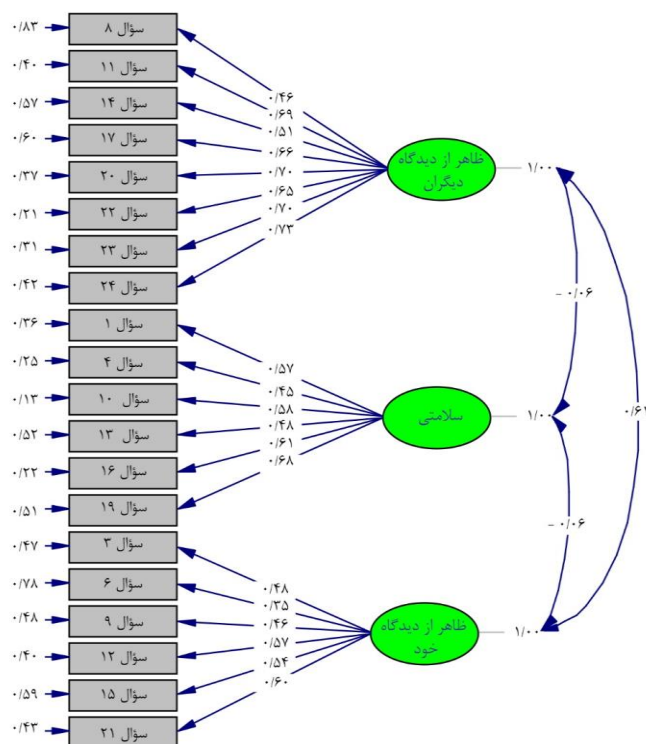 ۰/۸۳ سؤال ۸
۰/۴۰ سؤال ۱۱
۰/۵۷ سؤال ۱۴
۰/۶۰ سؤال ۱۷
۰/۳۷ سؤال ۲۰
۰/۲۱ سؤال ۲۲
۰/۳۱ سؤال ۲۳
۰/۴۲ سؤال ۲۴
۰/۴۶
۰/۶۹
۰/۵۱
۰/۶۶
۰/۷۰
۰/۶۵
۰/۷۰
۰/۷۳
ظاهر از دیدگاه
دیگران
۱/۰۰
۰/۳۶ سؤال ۱
۰/۲۵ سؤال ۴
۰/۱۳ سؤال ۱۰
۰/۵۲ سؤال ۱۳
۰/۲۲ سؤال ۱۶
۰/۵۱ سؤال ۱۹
۰/۵۷
۰/۴۵
۰/۵۸
۰/۴۸
۰/۶۱
۰/۶۸
سلامتی
۱/۰۰
۰/۴۷ سؤال ۳
۰/۷۸ سؤال ۶
۰/۴۸ سؤال ۹
۰/۴۰ سؤال ۱۲
۰/۵۹ سؤال ۱۵
۰/۴۳ سؤال ۲۱
۰/۴۸
۰/۳۵
۰/۴۶
۰/۵۷
۰/۵۴
۰/۶۰
ظاهر از دیدگاه
خود
۱/۰۰
– ۰/۰۶
– ۰/۰۶